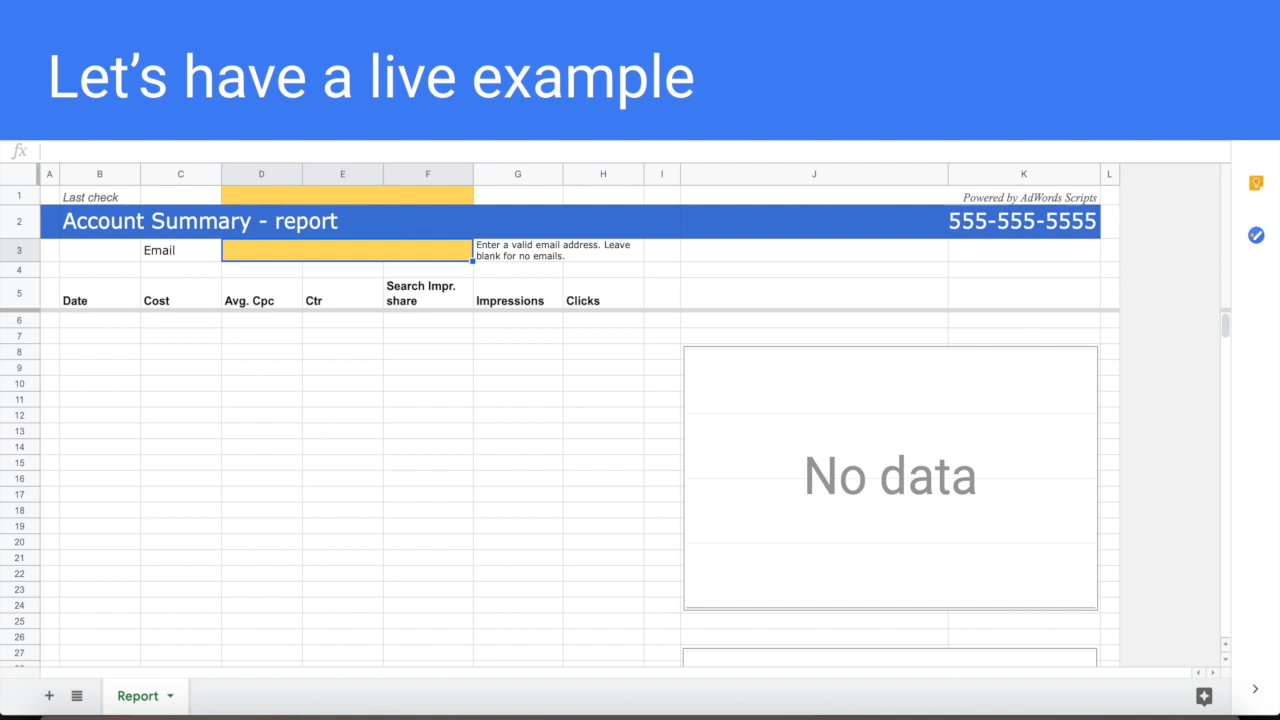 Let's have a live example
fx
A B C D E F G H I J K L
1 Last check Powered by AdWords Scripts
2 Account Summary - report 555-555-5555
3 Email Enter a valid email address. Leave
blank for no emails.
4
Search Impr.
5 Date Cost Avg. Cpc Ctr share Impressions Clicks
6
7
8
9
10
11
12
13
14
15
16
17
18
19
20
21
22
23
24
25
26
27
No data
Report